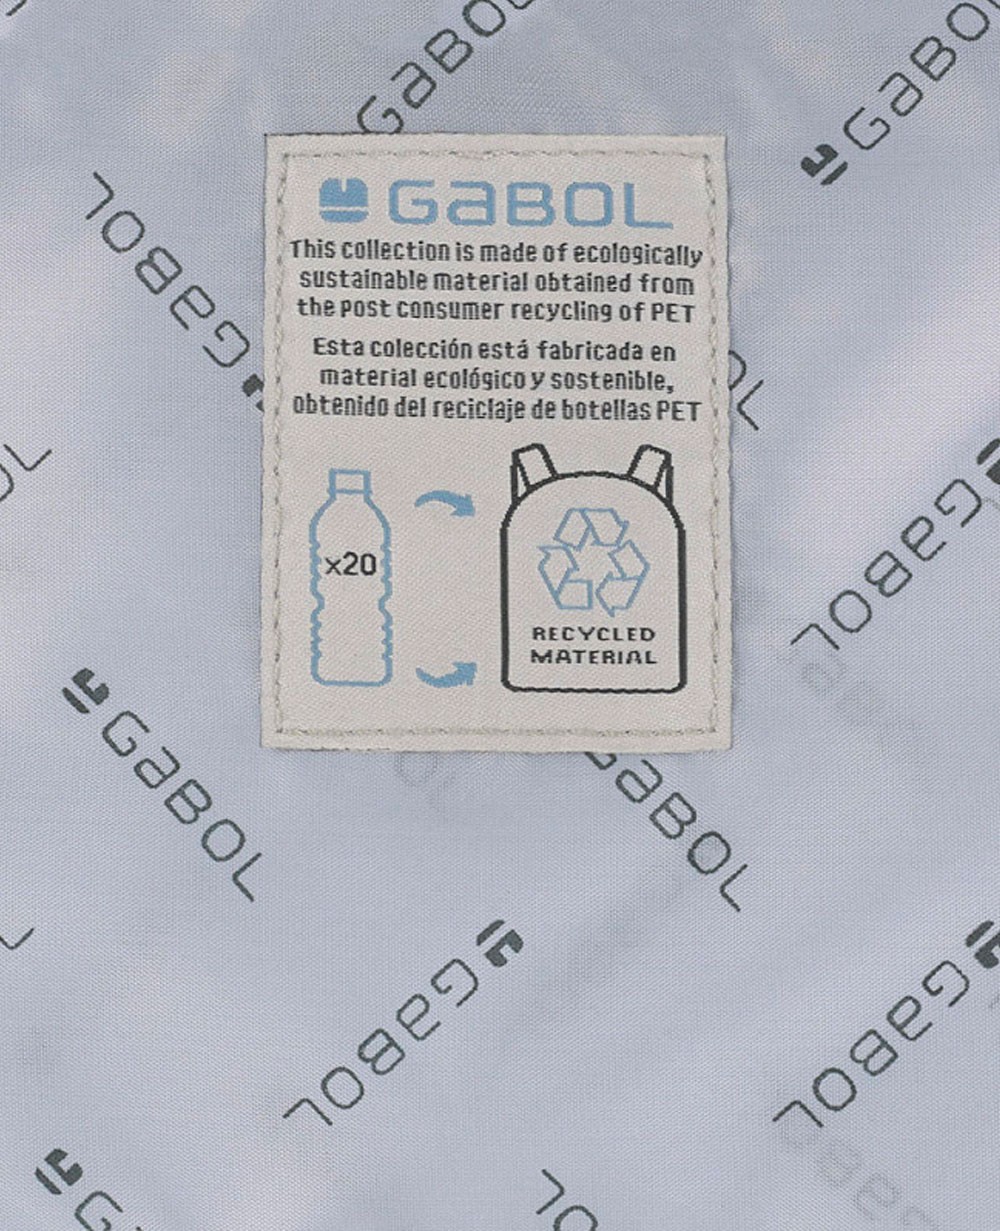 GABOL
GABOL
GABOL
GABOL
This collection is made of ecologically
sustainable material obtained from
the post consumer recycling of PET
Esta colección está fabricada en
material ecológico y sostenible,
obtenido del reciclaje de botellas PET
x20
RECYCLED
MATERIAL
GABOL
GABOL
GABOL
GABOL
GABOL